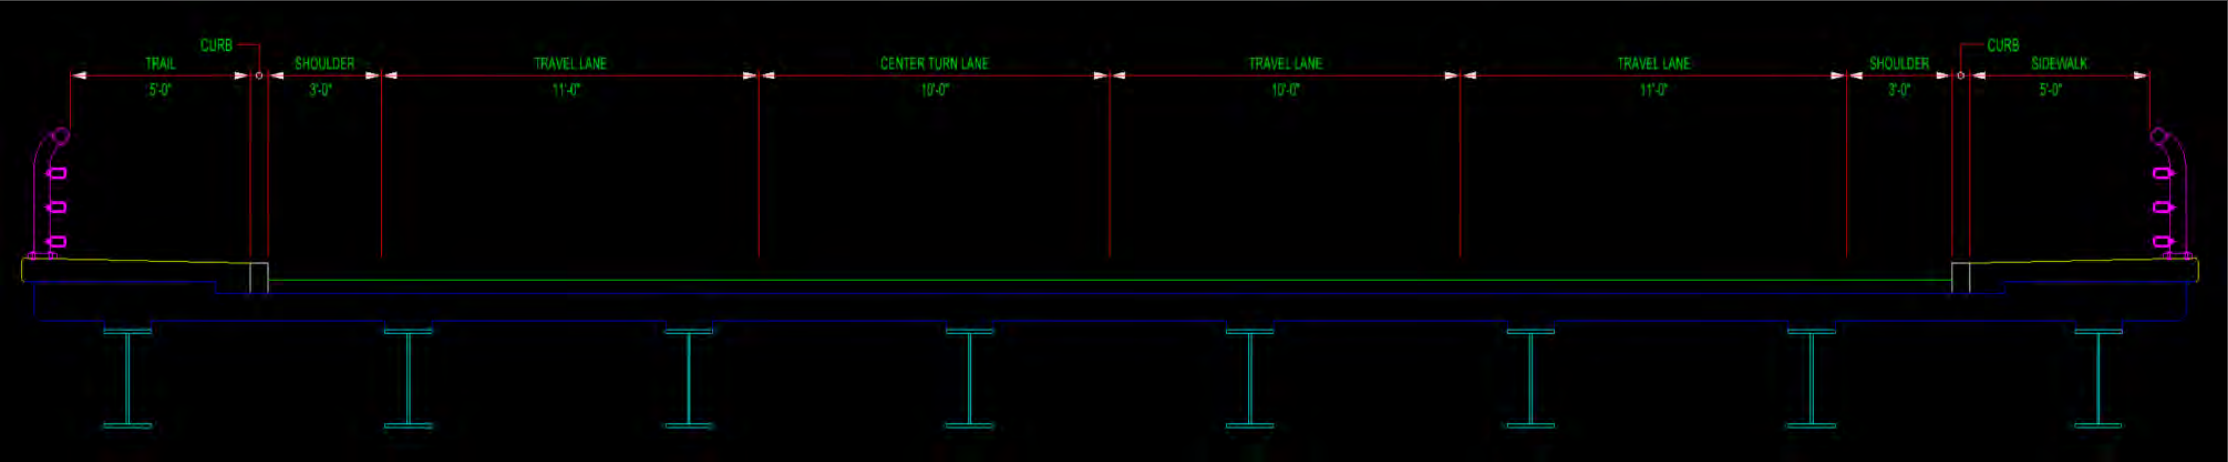 CURB
CURB
TRAIL
SHOULDER
TRAVEL LANE
CENTER TURN LANE
TRAVEL LANE
TRAVEL LANE
SHOULDER
SIDEWALK
5'-0"
3'-0"
11'-0"
10'-0"
10'-0"
11'-0"
3'-0"
5'-0"